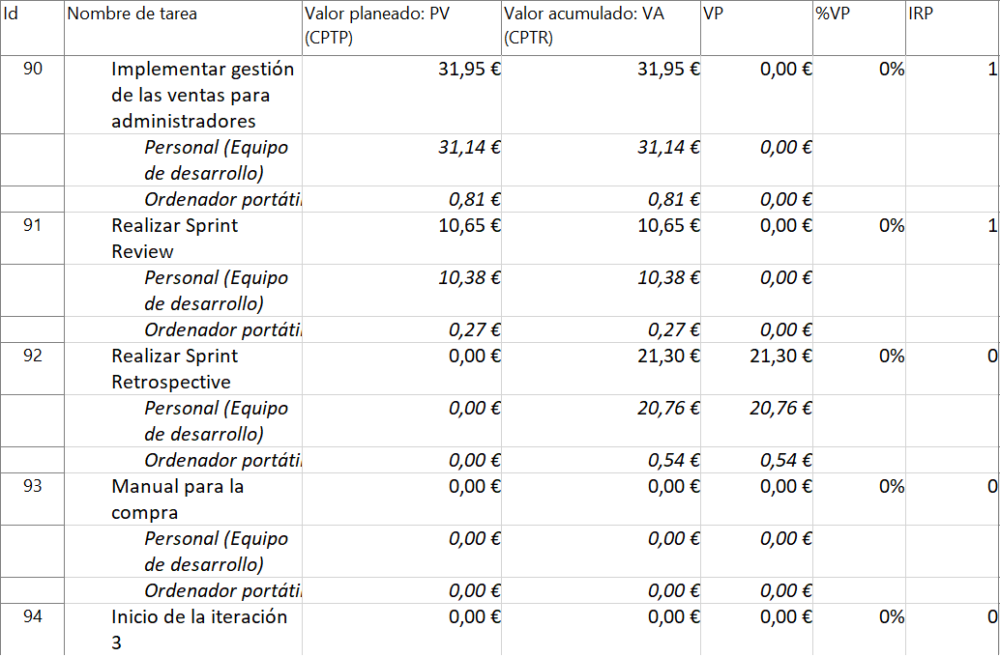 Id Nombre de tarea Valor planeado: PV Valor acumulado: VA VP %VP IRP
(CPTP) (CPTR)
90 Implementar gestión 31,95 € 31,95 € 0,00 € 0% 1
de las ventas para
administradores
Personal (Equipo 31,14 € 31,14 € 0,00 €
de desarrollo)
Ordenador portáti 0,81 € 0,81 € 0,00 €
91 Realizar Sprint 10,65 € 10,65 € 0,00 € 0% 1
Review
Personal (Equipo 10,38 € 10,38 € 0,00 €
de desarrollo)
Ordenador portáti 0,27 € 0,27 € 0,00 €
92 Realizar Sprint 0,00 € 21,30 € 21,30 € 0% 0
Retrospective
Personal (Equipo 0,00 € 20,76 € 20,76 €
de desarrollo)
Ordenador portáti 0,00 € 0,54 € 0,54 €
93 Manual para la 0,00 € 0,00 € 0,00 € 0% 0
compra
Personal (Equipo 0,00 € 0,00 € 0,00 €
de desarrollo)
Ordenador portáti 0,00 € 0,00 € 0,00 €
94 Inicio de la iteración 0,00 € 0,00 € 0,00 € 0% 0
3